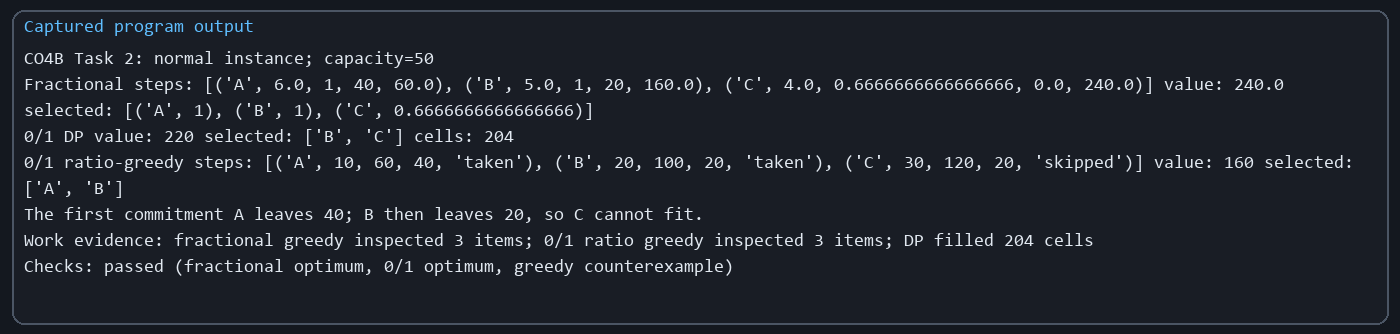 Captured program output
CO4B Task 2: normal instance; capacity=50
Fractional steps: [('A', 6.0, 1, 40, 60.0), ('B', 5.0, 1, 20, 160.0), ('C', 4.0, 0.6666666666666666, 0.0, 240.0)] value: 240.0
selected: [('A', 1), ('B', 1), ('C', 0.6666666666666666)]
0/1 DP value: 220 selected: ['B', 'C'] cells: 204
0/1 ratio-greedy steps: [('A', 10, 60, 40, 'taken'), ('B', 20, 100, 20, 'taken'), ('C', 30, 120, 20, 'skipped')] value: 160 selected:
['A', 'B']
The first commitment A leaves 40; B then leaves 20, so C cannot fit.
Work evidence: fractional greedy inspected 3 items; 0/1 ratio greedy inspected 3 items; DP filled 204 cells
Checks: passed (fractional optimum, 0/1 optimum, greedy counterexample)